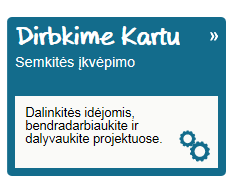 Dirbkime Kartu »
Semkitės įkvėpimo
Dalinkitės idėjomis,
bendradarbiaukite ir
dalyvaukite projektuose.